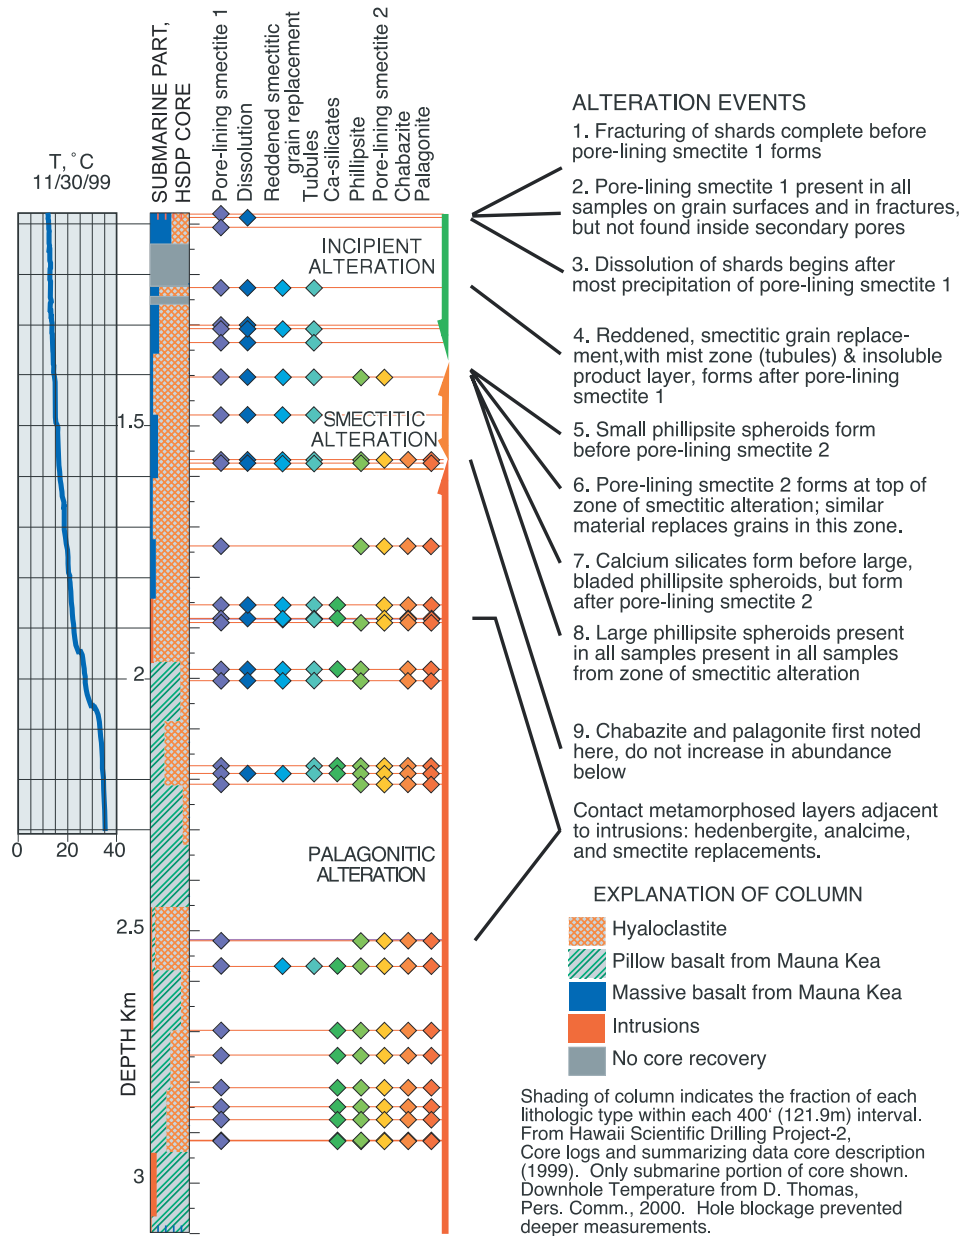 SUBMARINE PART,
HSDP CORE
Pore-lining smectite 1
Dissolution
Reddened smectitic
grain replacement
Tubules
Ca-silicates
Phillipsite
Pore-lining smectite 2
Chabazite
Palagonite
T, °C
11/30/99
INCIPIENT
ALTERATION
1.5
SMECTITIC
ALTERATION
2
0
20
40
PALAGONITIC
ALTERATION
2.5
DEPTH Km
3
ALTERATION EVENTS
1. Fracturing of shards complete before
pore-lining smectite 1 forms
2. Pore-lining smectite 1 present in all
samples on grain surfaces and in fractures,
but not found inside secondary pores
3. Dissolution of shards begins after
most precipitation of pore-lining smectite 1
4. Reddened, smectitic grain replace-
ment,with mist zone (tubules) & insoluble
product layer, forms after pore-lining
smectite 1
5. Small phillipsite spheroids form
before pore-lining smectite 2
6. Pore-lining smectite 2 forms at top of
zone of smectitic alteration; similar
material replaces grains in this zone.
7. Calcium silicates form before large,
bladed phillipsite spheroids, but form
after pore-lining smectite 2
8. Large phillipsite spheroids present
in all samples present in all samples
from zone of smectitic alteration
9. Chabazite and palagonite first noted
here, do not increase in abundance
below
Contact metamorphosed layers adjacent
to intrusions: hedenbergite, analcime,
and smectite replacements.
EXPLANATION OF COLUMN
Hyaloclastite
Pillow basalt from Mauna Kea
Massive basalt from Mauna Kea
Intrusions
No core recovery
Shading of column indicates the fraction of each
lithologic type within each 400' (121.9m) interval.
From Hawaii Scientific Drilling Project-2,
Core logs and summarizing data core description
(1999).  Only submarine portion of core shown.
Downhole Temperature from D. Thomas,
Pers. Comm., 2000.  Hole blockage prevented
deeper measurements.